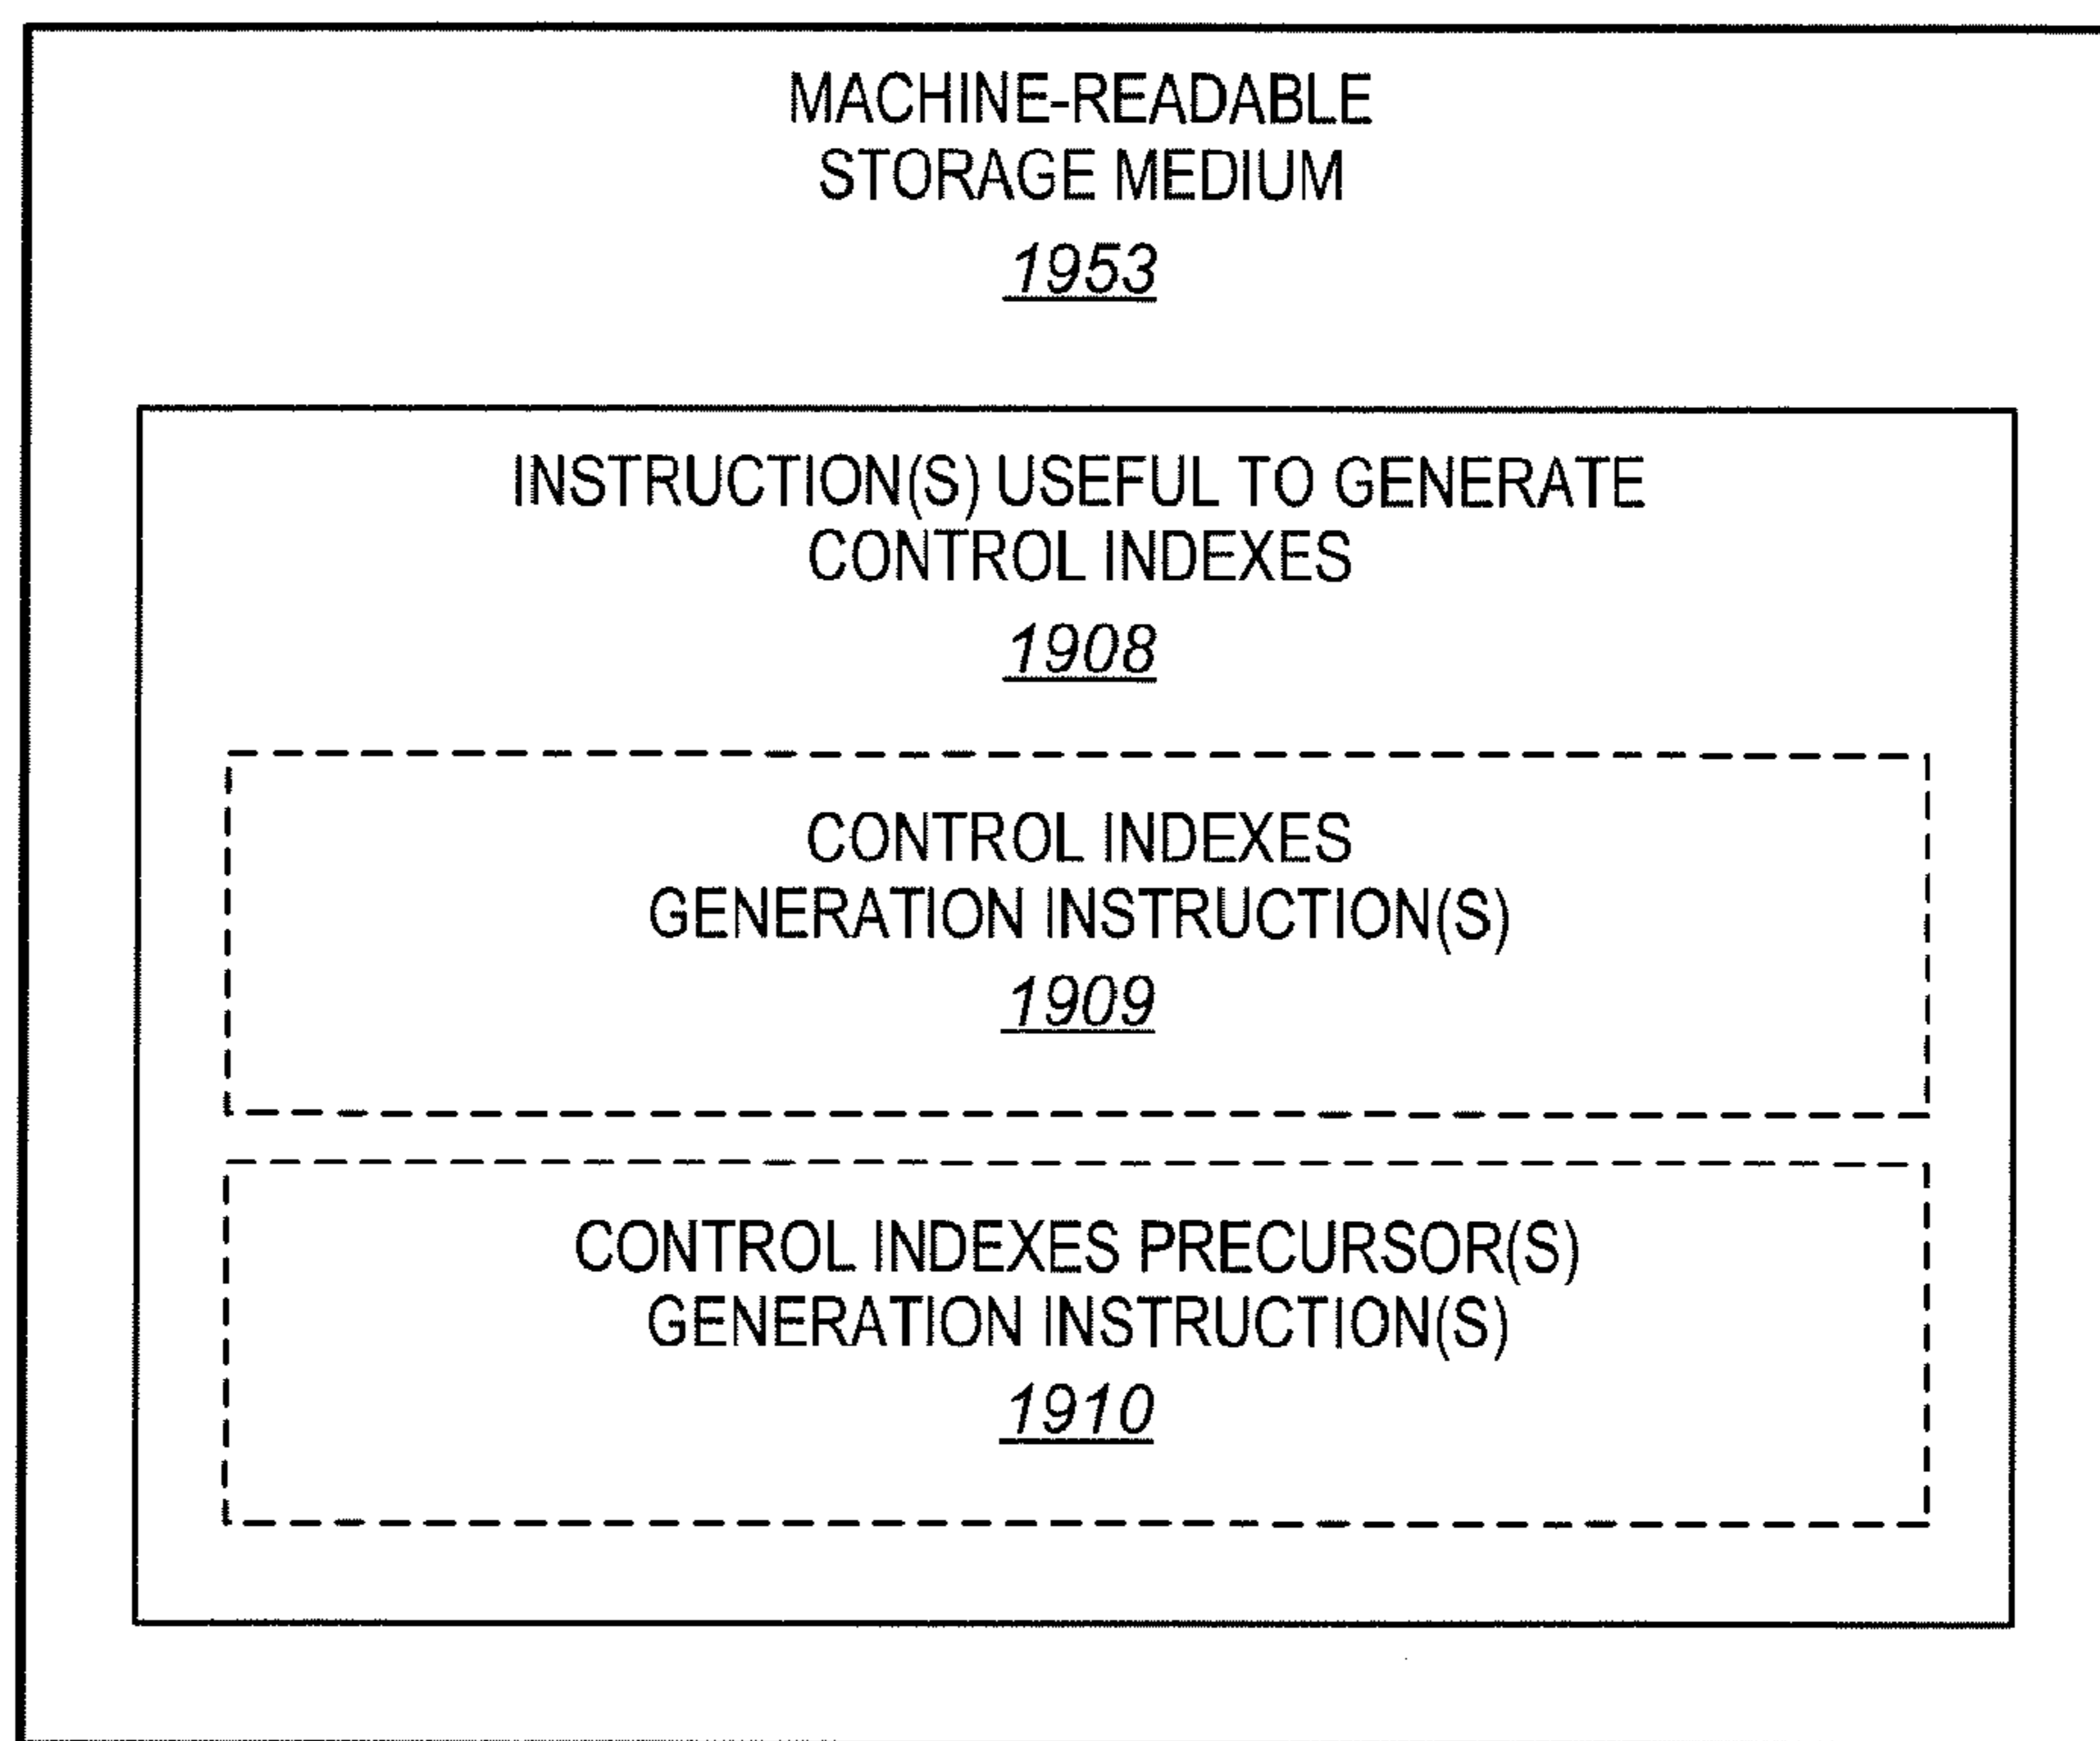 MACHINE-READABLE
STORAGE MEDIUM
1953
INSTRUCTION(S) USEFUL TO GENERATE
CONTROL INDEXES
1908
CONTROL INDEXES
GENERATION INSTRUCTION(S)
1909
CONTROL INDEXES PRECURSOR(S)
GENERATION INSTRUCTION(S)
1910